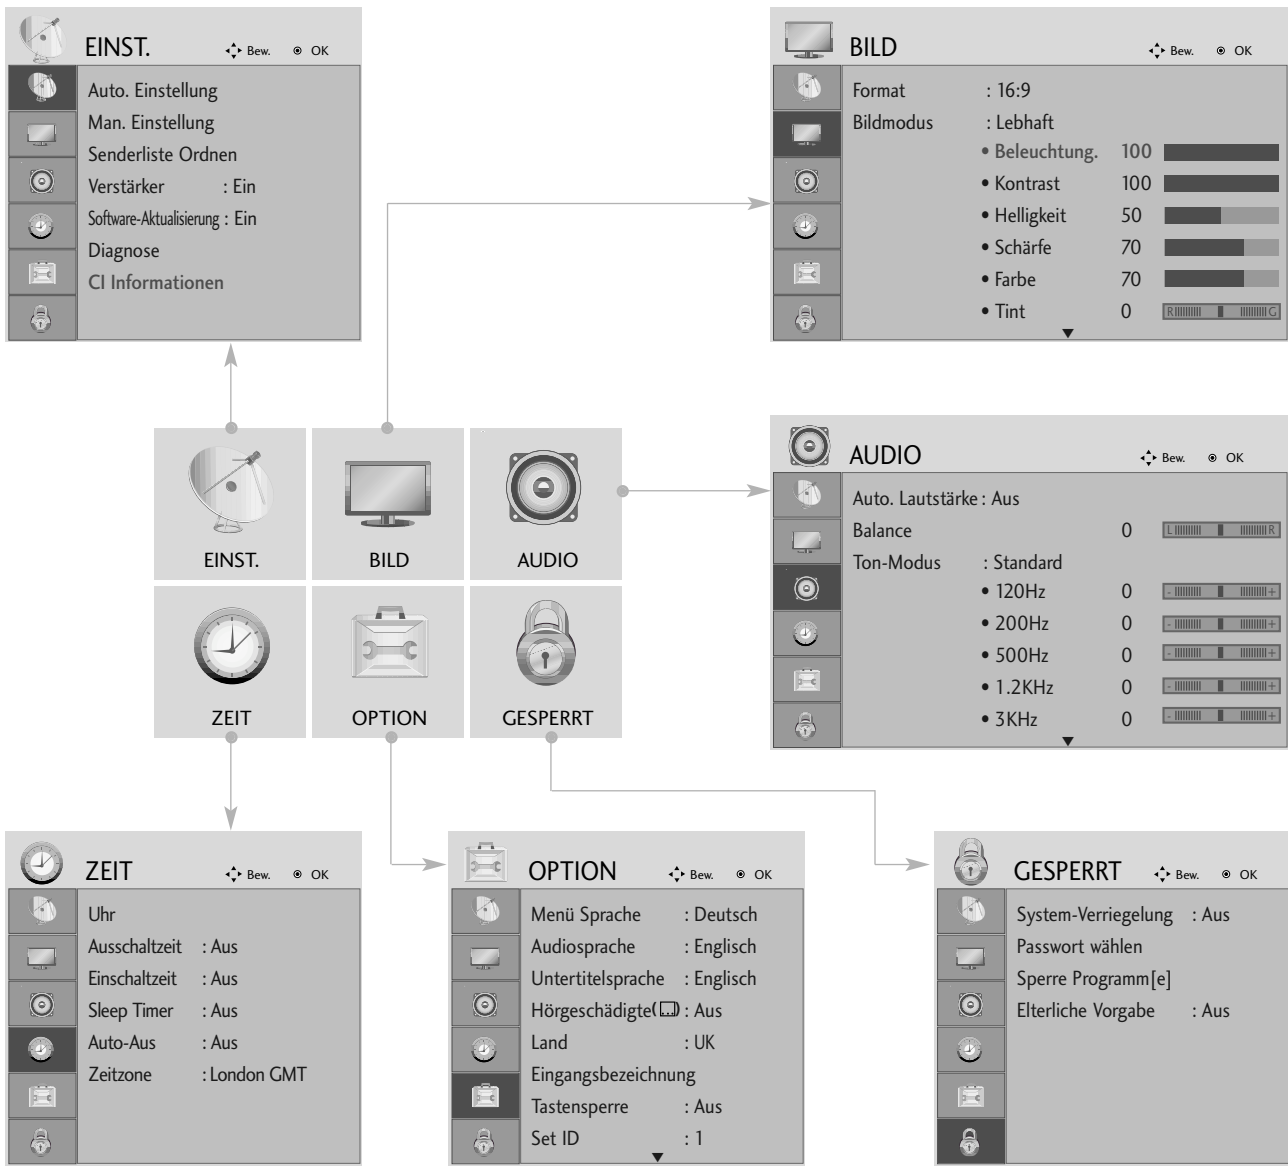 EINST. Bew. OK
Auto. Einstellung
Man. Einstellung
Senderliste Ordnen
Verstärker : Ein
Software-Aktualisierung : Ein
Diagnose
CI Informationen
BILD Bew. OK
Format : 16:9
Bildmodus : Lebhaft
• Beleuchtung. 100
• Kontrast 100
• Helligkeit 50
• Schärfe 70
• Farbe 70
• Tint 0 R G
EINST. BILD AUDIO
ZEIT OPTION GESPERRT
AUDIO Bew. OK
Auto. Lautstärke : Aus
Balance 0 L R
Ton-Modus : Standard
• 120Hz 0 - +
• 200Hz 0 - +
• 500Hz 0 - +
• 1.2KHz 0 - +
• 3KHz 0 - +
ZEIT Bew. OK
Uhr
Ausschaltzeit : Aus
Einschaltzeit : Aus
Sleep Timer : Aus
Auto-Aus : Aus
Zeitzone : London GMT
OPTION Bew. OK
Menü Sprache : Deutsch
Audiosprache : Englisch
Untertitelsprache : Englisch
Hörgeschädigte( ) : Aus
Land : UK
Eingangsbezeichnung
Tastensperre : Aus
Set ID : 1
GESPERRT Bew. OK
System-Verriegelung : Aus
Passwort wählen
Sperre Programm[e]
Elterliche Vorgabe : Aus